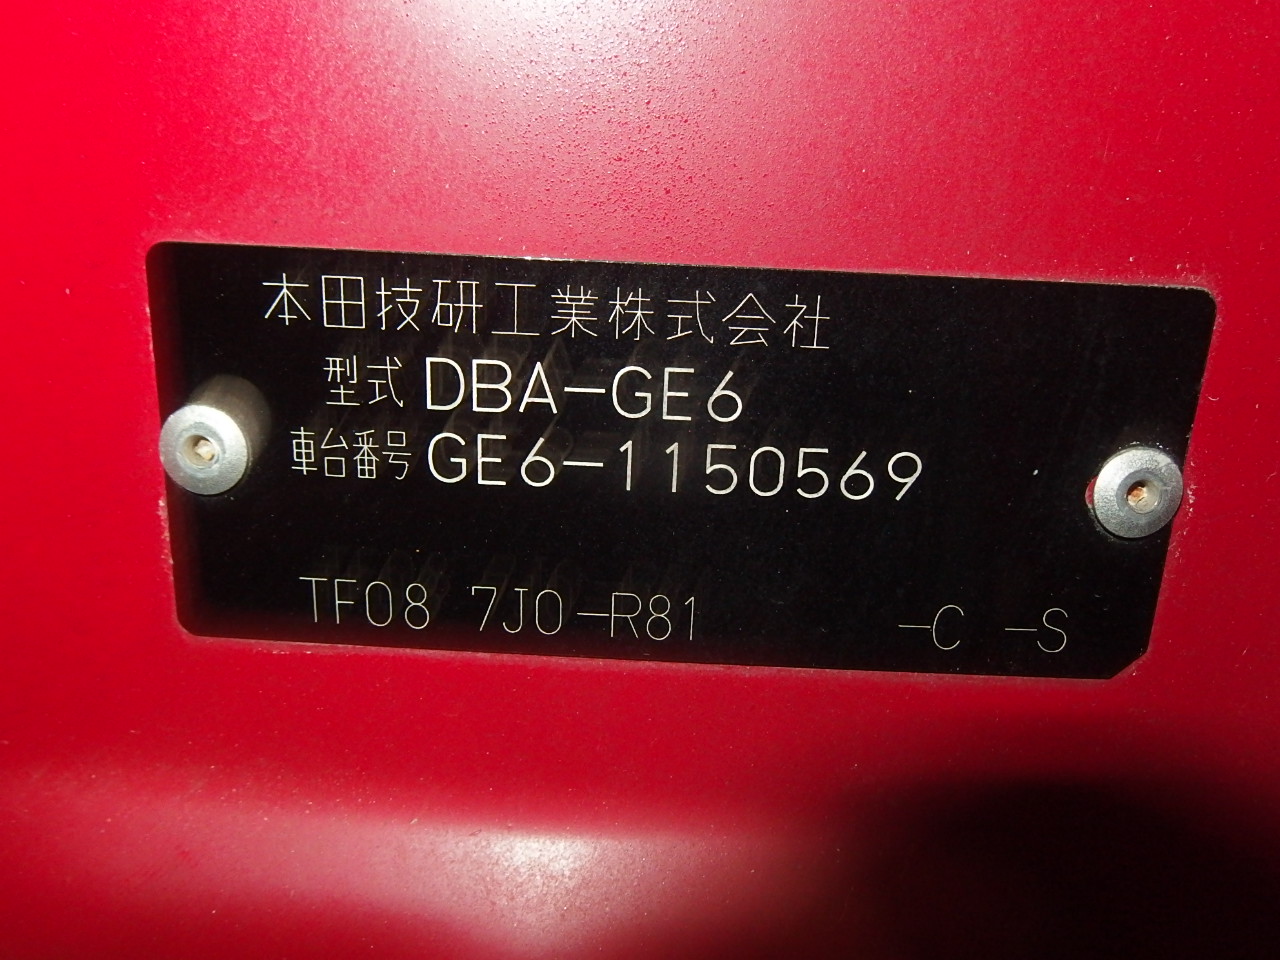 本田技研工業株式会社
型式 DBA-GE6
車台番号 GE6-1150569
TF08 7J0-R81 -C -S